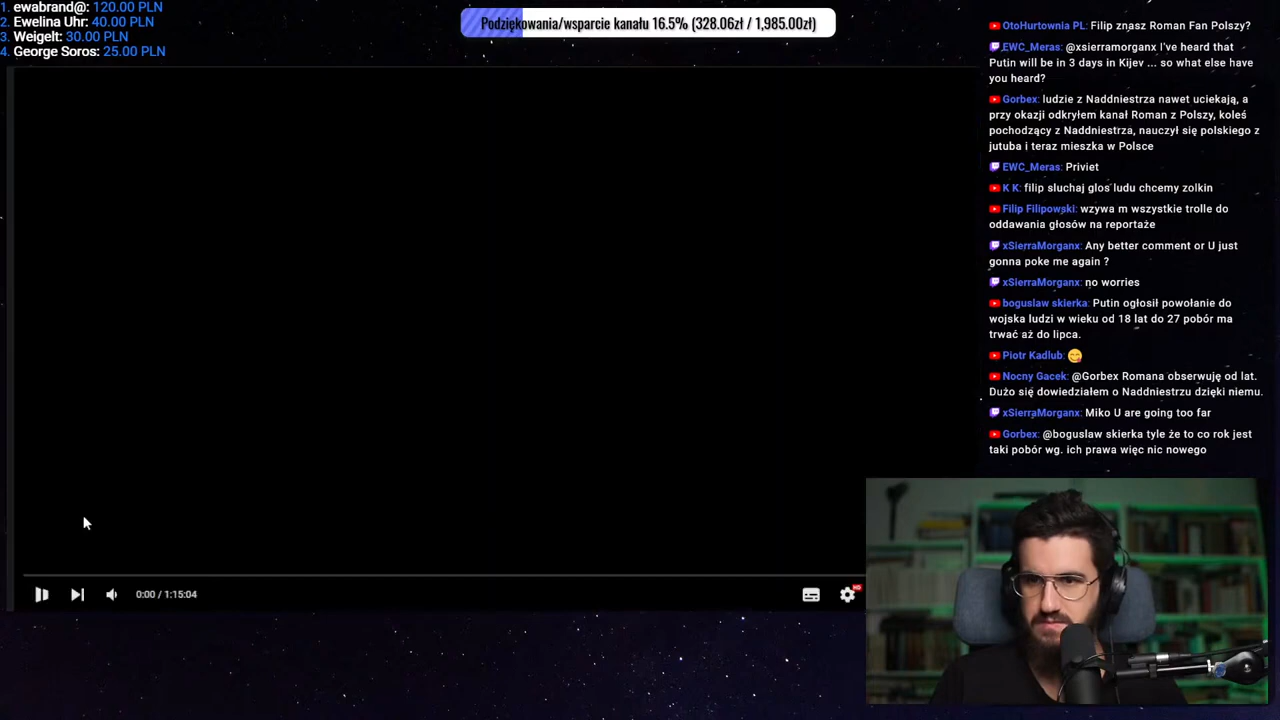 1. ewabrand@: 120.00 PLN
2. Ewelina Uhr: 40.00 PLN
3. Weigelt: 30.00 PLN
4. George Soros: 25.00 PLN
Podziękowania/wsparcie kanału 16.5% (328.06zł / 1,985.00zł)
OtoHurtownia PL: Filip znasz Roman Fan Polszy?
EWC_Meras: @xsierramorganx I've heard that
Putin will be in 3 days in Kijev ... so what else have
you heard?
Gorbex: ludzie z Naddniestrza nawet uciekają, a
przy okazji odkryłem kanał Roman z Polszy, koleś
pochodzący z Naddniestrza, nauczył się polskiego z
jutuba i teraz mieszka w Polsce
EWC_Meras: Priviet
K K: filip sluchaj glos ludu chcemy zolkin
Filip Filipowski: wzywa m wszystkie trolle do
oddawania głosów na reportaże
xSierraMorganx: Any better comment or U just
gonna poke me again ?
xSierraMorganx: no worries
boguslaw skierka: Putin ogłosił powołanie do
wojska ludzi w wieku od 18 lat do 27 pobór ma
trwać aż do lipca.
Piotr Kadlub: 😋
Nocny Gacek: @Gorbex Romana obserwuję od lat.
Dużo się dowiedziałem o Naddniestrzu dzięki niemu.
xSierraMorganx: Miko U are going too far
Gorbex: @boguslaw skierka tyle że to co rok jest
taki pobór wg. ich prawa więc nic nowego
0:00 / 1:15:04
HD